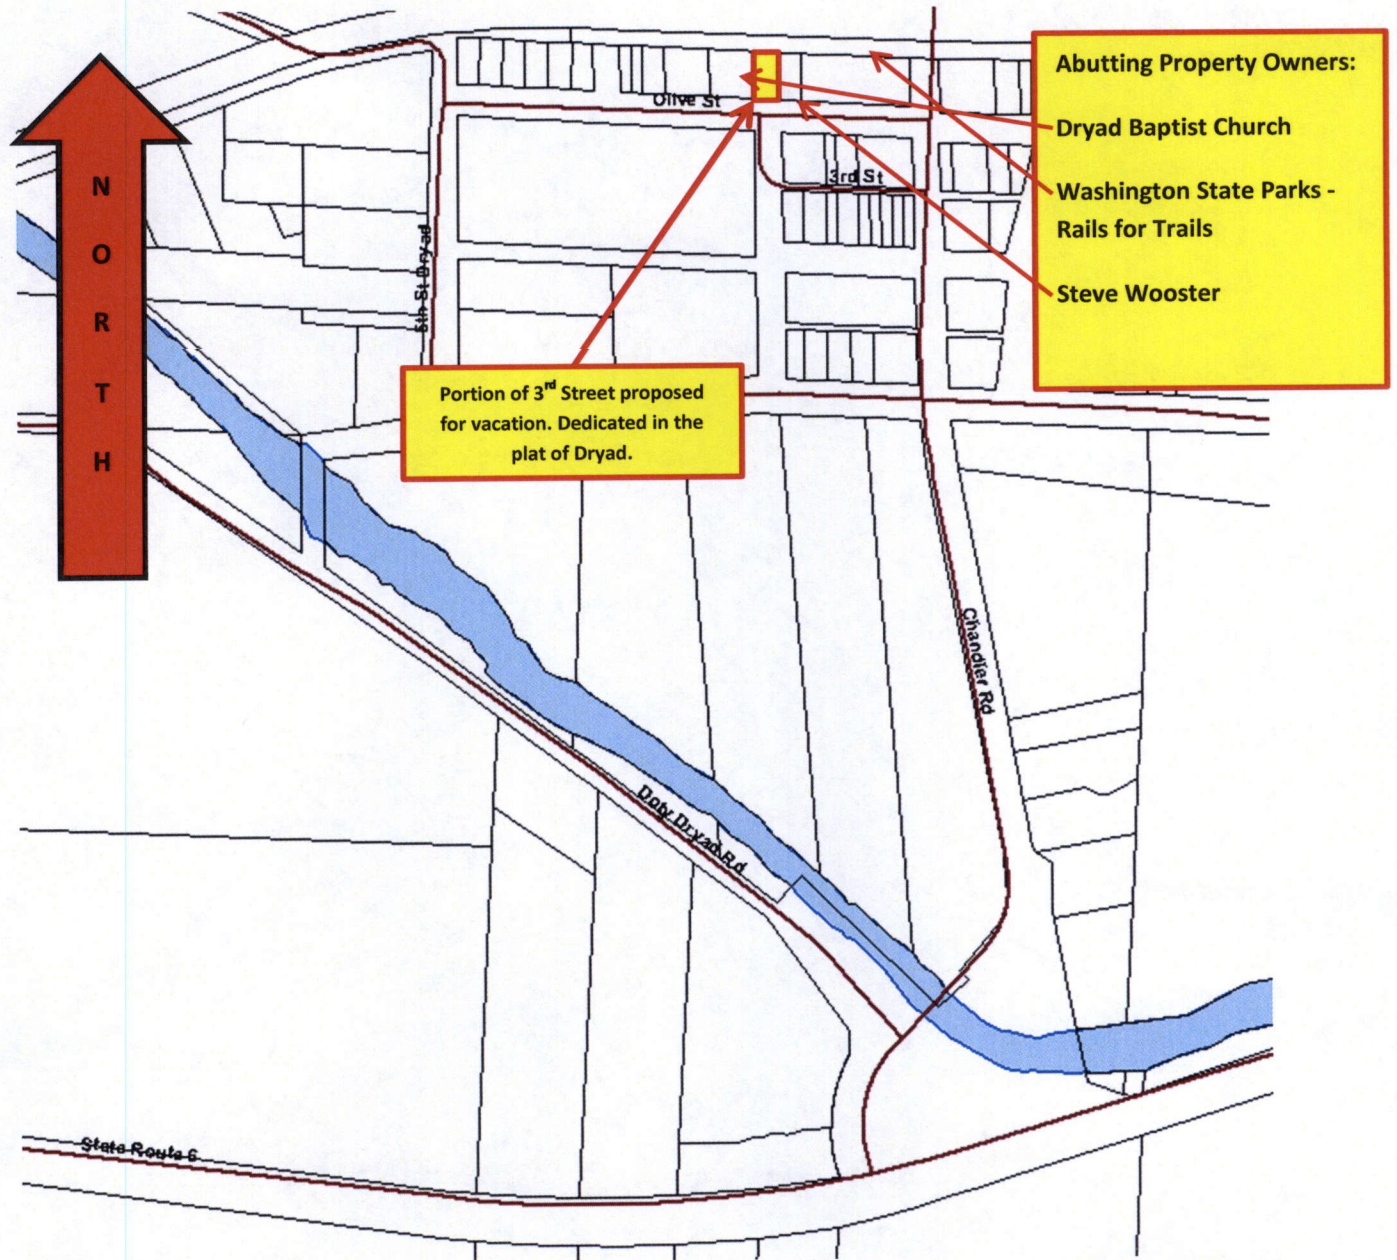 Abutting Property Owners:
Dryad Baptist Church
Washington State Parks -
Rails for Trails
Steve Wooster
N
O
R
T
H
Olive St
3rd St
5th St Dryad
Portion of 3rd Street proposed
for vacation. Dedicated in the
plat of Dryad.
Chandler Rd
Doty Dryad Rd
State Route 6